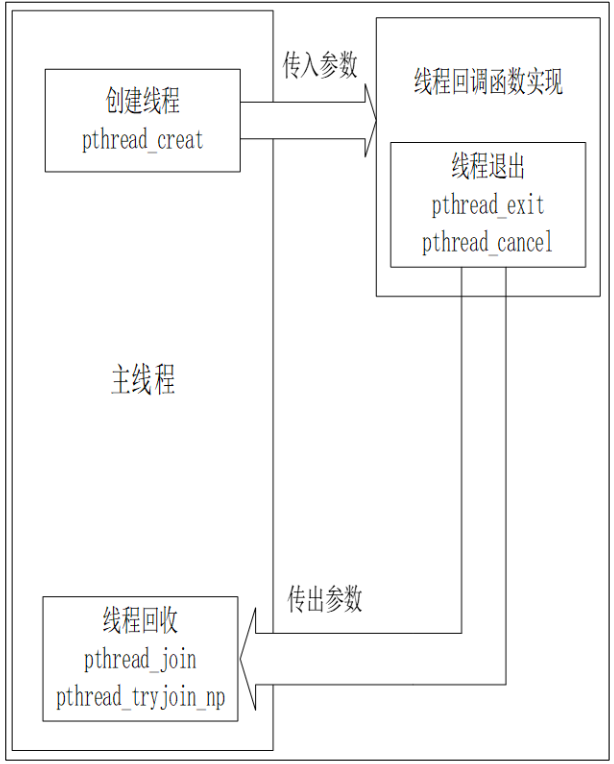 传入参数
创建线程
pthread_creat
线程回调函数实现
线程退出
pthread_exit
pthread_cancel
主线程
传出参数
线程回收
pthread_join
pthread_tryjoin_np